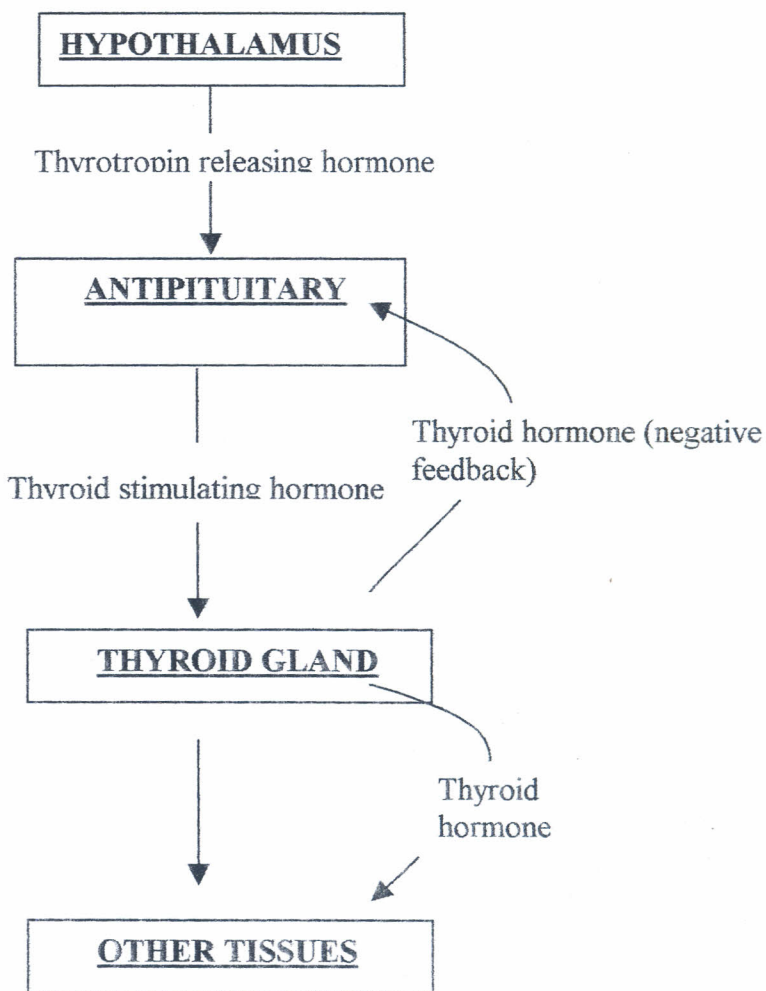 HYPOTHALAMUS
Thyrotropin releasing hormone
ANTIPITUITARY
Thyroid hormone (negative
feedback)
Thyroid stimulating hormone
THYROID GLAND
Thyroid
hormone
OTHER TISSUES